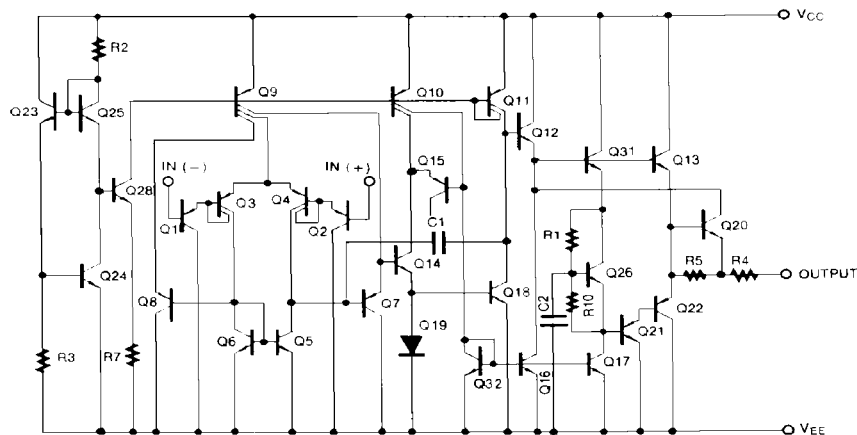 VCC
R2
Q9
Q10
Q11
Q23
Q25
Q12
Q15
Q31
Q13
IN (−)
IN (+)
Q28
Q3
Q4
Q20
C1
R1
Q1
Q2
Q14
Q24
Q26
R5
R4
OUTPUT
Q8
Q7
Q18
C2
R10
Q22
Q19
Q21
R3
R7
Q6
Q5
Q32
Q16
Q17
VEE